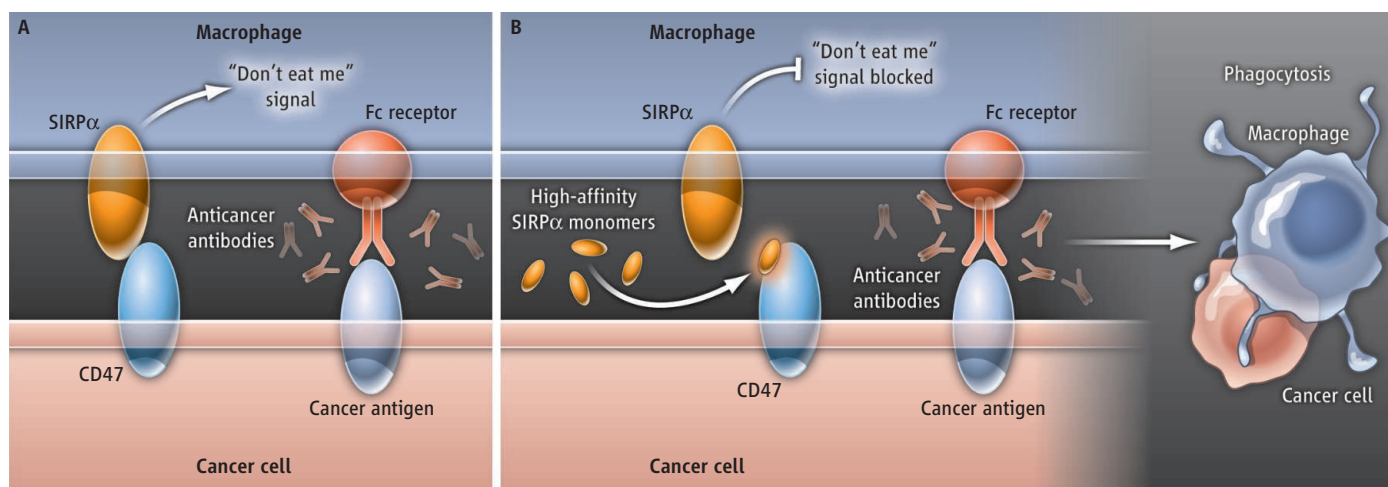 A
Macrophage
“Don’t eat me”
signal
SIRPα
Fc receptor
Anticancer
antibodies
CD47
Cancer antigen
Cancer cell
B
Macrophage
“Don’t eat me”
signal blocked
SIRPα
Fc receptor
High-affinity
SIRPα monomers
Anticancer
antibodies
CD47
Cancer antigen
Cancer cell
Phagocytosis
Macrophage
Cancer cell